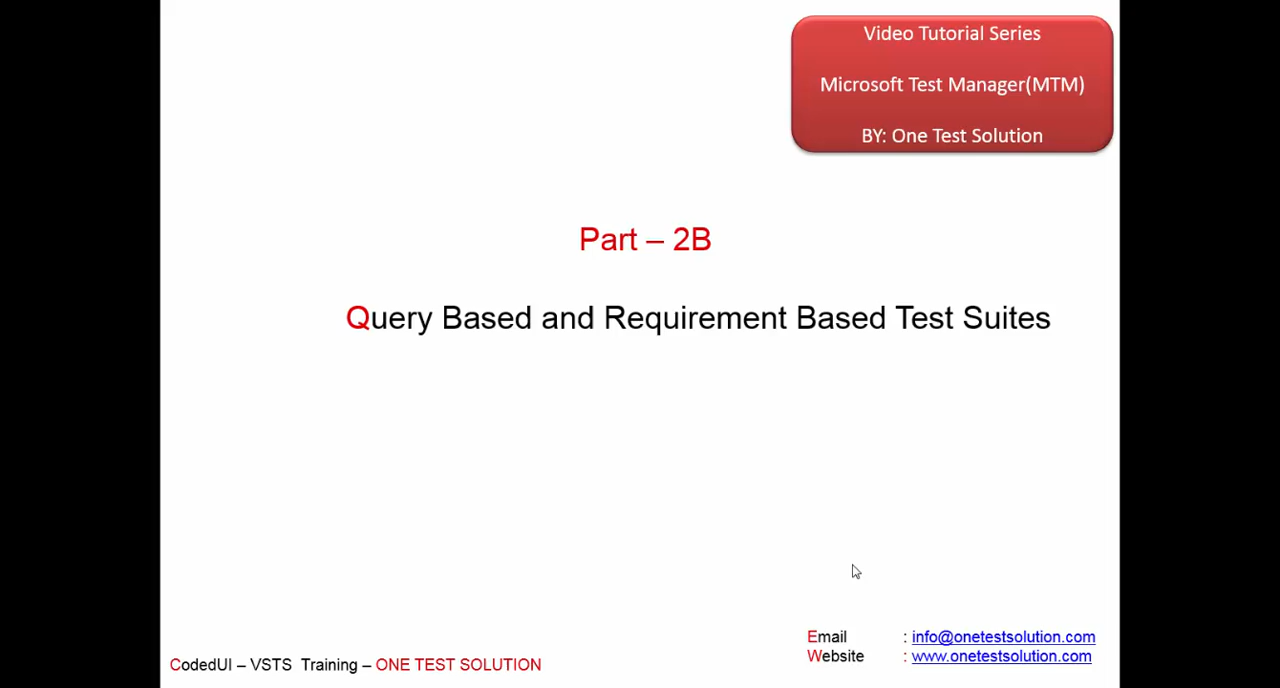 Video Tutorial Series
Microsoft Test Manager(MTM)
BY: One Test Solution
Part – 2B
Query Based and Requirement Based Test Suites
Email : info@onetestsolution.com
Website : www.onetestsolution.com
CodedUI – VSTS Training – ONE TEST SOLUTION